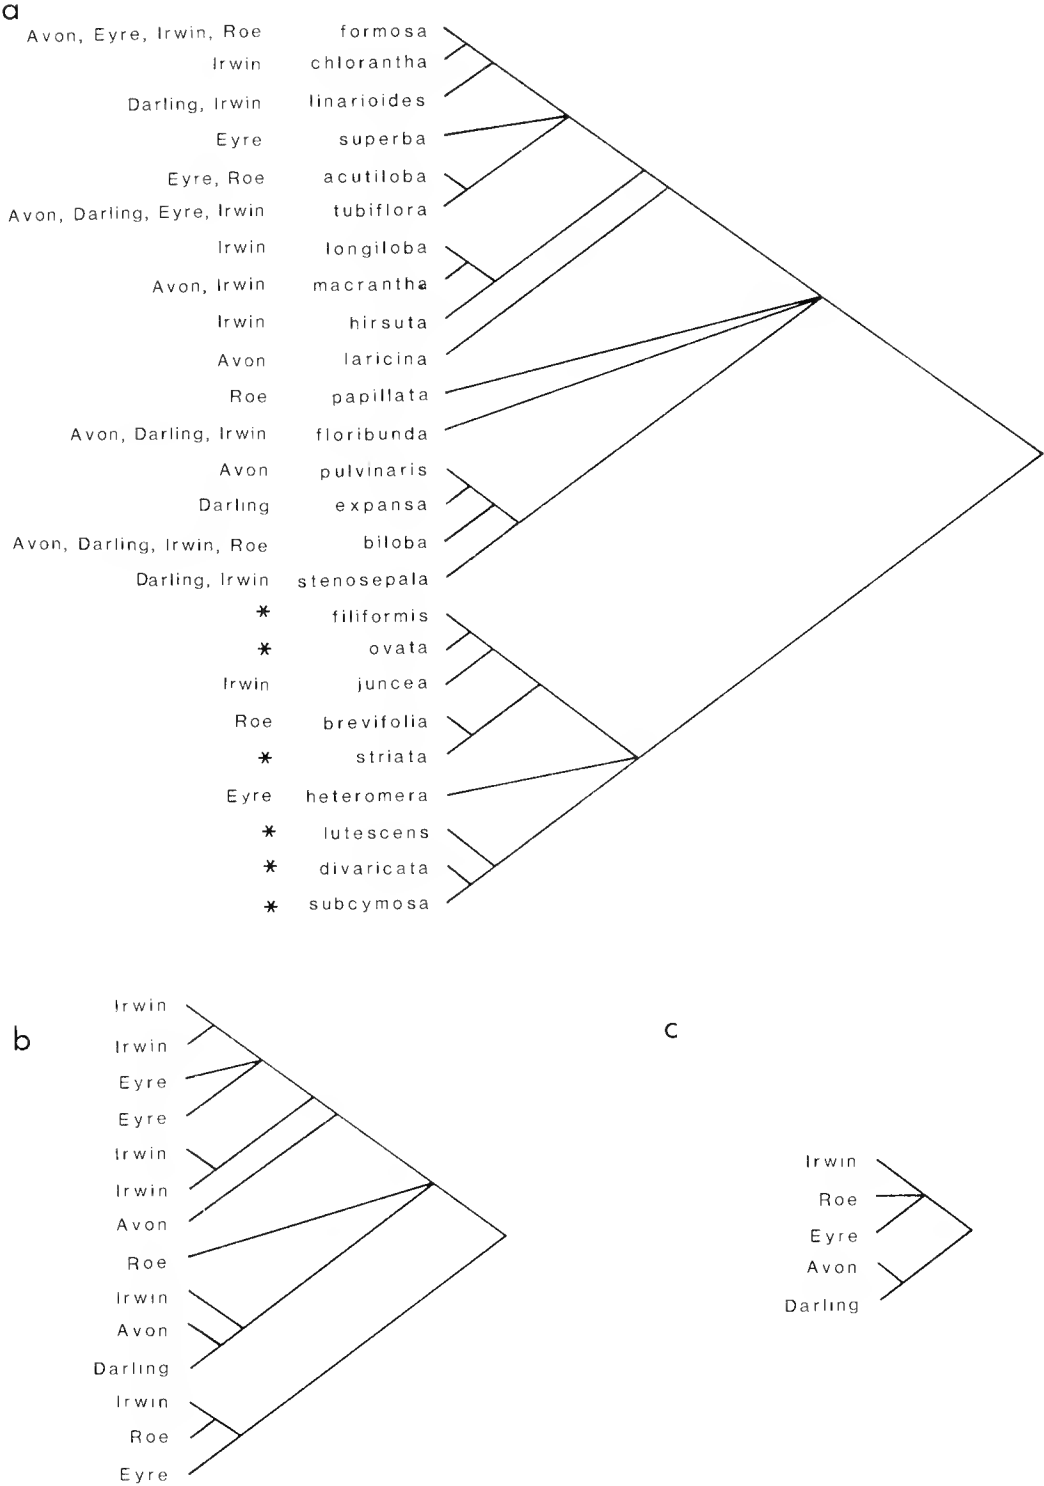 a
Avon, Eyre, Irwin, Roe formosa
Irwin chlorantha
Darling, Irwin linarioides
Eyre superba
Eyre, Roe acutiloba
Avon, Darling, Eyre, Irwin tubiflora
Irwin longiloba
Avon, Irwin macrantha
Irwin hirsuta
Avon laricina
Roe papillata
Avon, Darling, Irwin floribunda
Avon pulvinaris
Darling expansa
Avon, Darling, Irwin, Roe biloba
Darling, Irwin stenosepala
* filiformis
* ovata
Irwin juncea
Roe brevifolia
* striata
Eyre heteromera
* lutescens
* divaricata
* subcymosa
b
Irwin
Irwin
Eyre
Eyre
Irwin
Irwin
Avon
Roe
Irwin
Avon
Darling
Irwin
Roe
Eyre
c
Irwin
Roe
Eyre
Avon
Darling